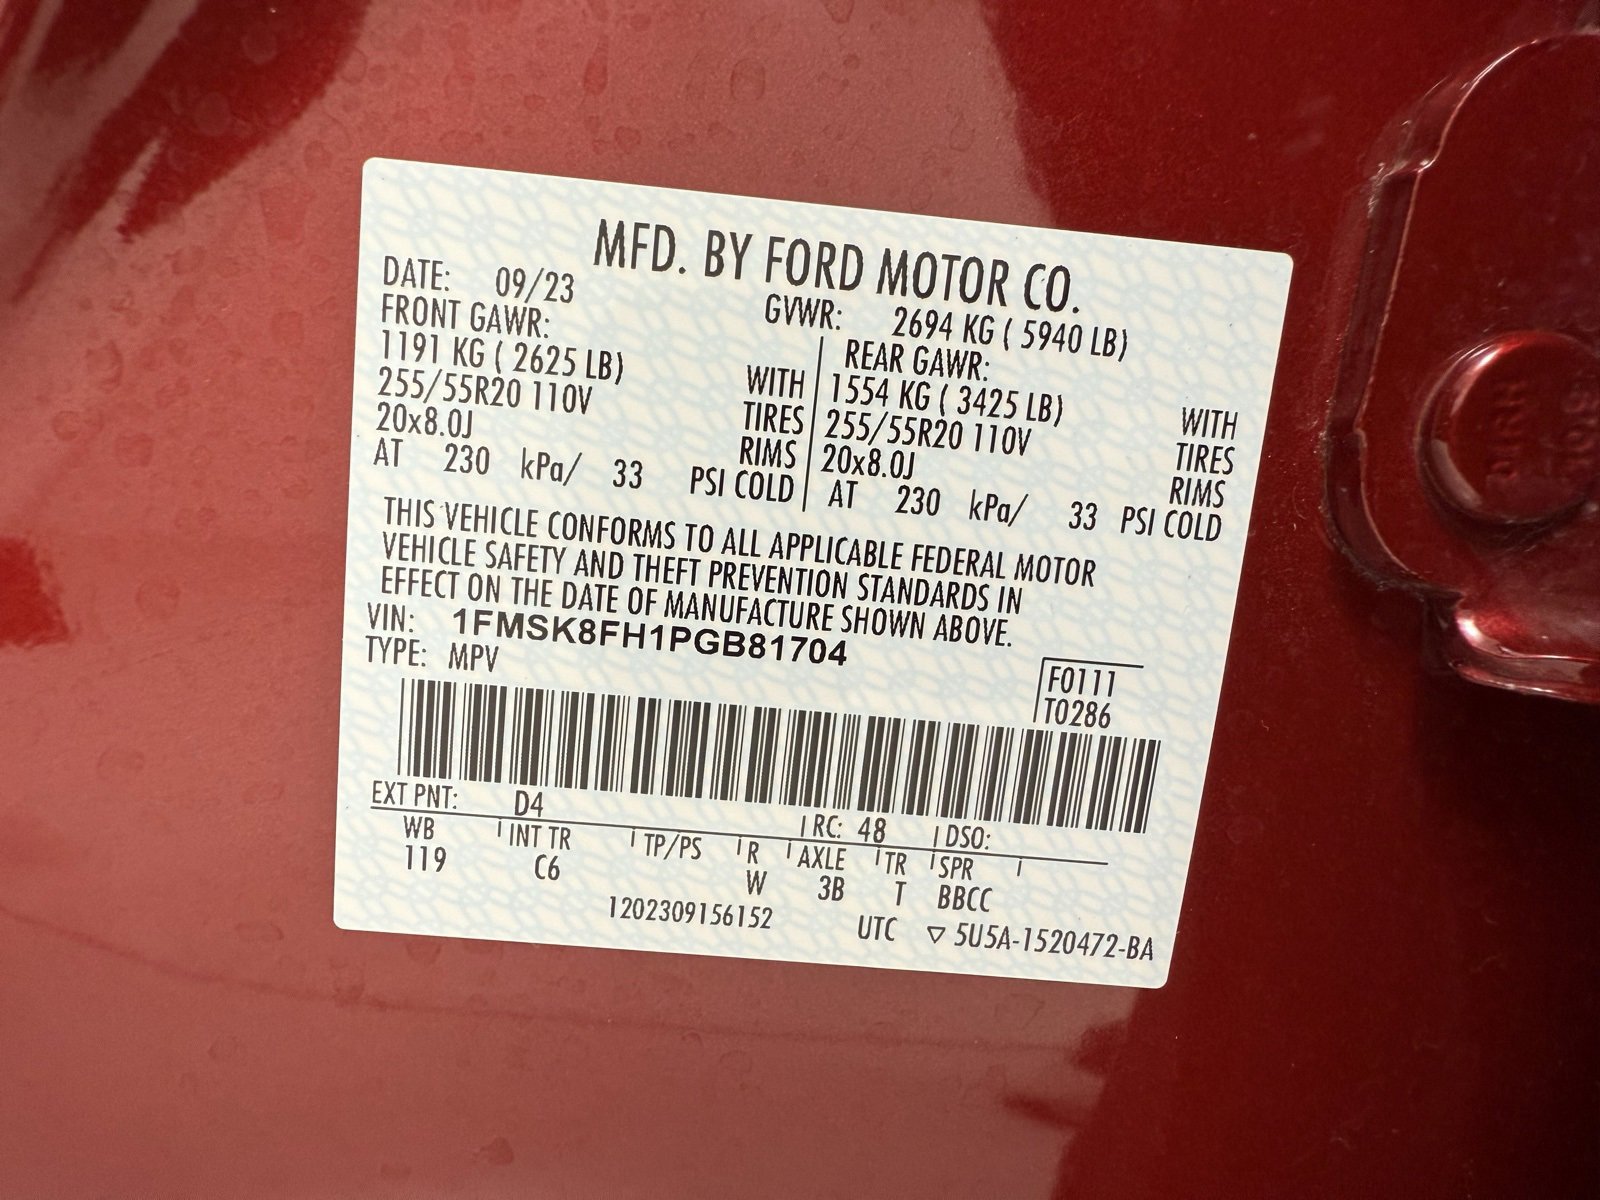 MFD. BY FORD MOTOR CO.
DATE: 09/23 GVWR: 2694 KG ( 5940 LB)
FRONT GAWR: REAR GAWR:
1191 KG ( 2625 LB) WITH 1554 KG ( 3425 LB) WITH
255/55R20 110V TIRES 255/55R20 110V TIRES
20x8.0J RIMS 20x8.0J RIMS
AT 230 kPa/ 33 PSI COLD AT 230 kPa/ 33 PSI COLD
THIS VEHICLE CONFORMS TO ALL APPLICABLE FEDERAL MOTOR
VEHICLE SAFETY AND THEFT PREVENTION STANDARDS IN
EFFECT ON THE DATE OF MANUFACTURE SHOWN ABOVE.
VIN: 1FMSK8FH1PGB81704
TYPE: MPV
F0111
T0286
EXT PNT: D4 RC: 48 DSO:
WB INT TR TP/PS R AXLE TR SPR
119 C6 W 3B T BBCC
1202309156152 UTC ▽ 5U5A-1520472-BA